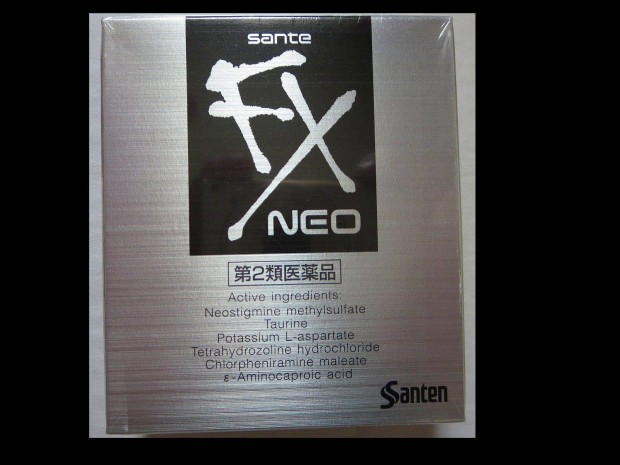 sante
FX
NEO
第2類医薬品
Active ingredients:
Neostigmine methylsulfate
Taurine
Potassium L-aspartate
Tetrahydrozoline hydrochloride
Chlorpheniramine maleate
ε-Aminocaproic acid
Santen